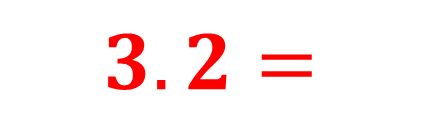 3.2 =